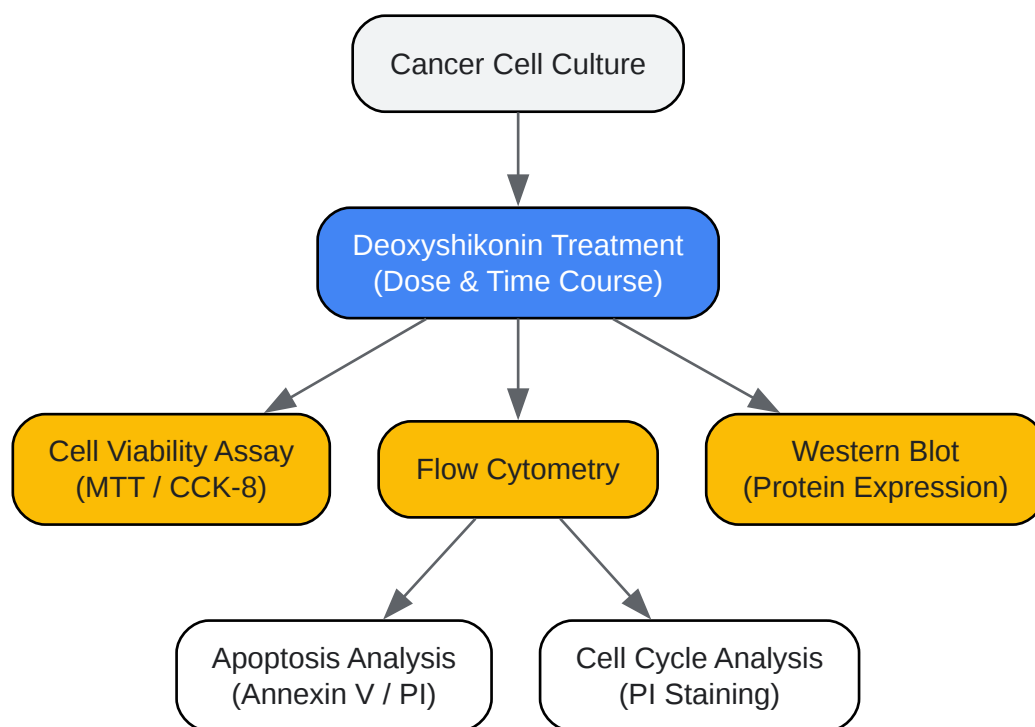 Cancer Cell Culture
Deoxyshikonin Treatment
(Dose & Time Course)
Cell Viability Assay
(MTT / CCK-8)
Flow Cytometry
Western Blot
(Protein Expression)
Apoptosis Analysis
(Annexin V / PI)
Cell Cycle Analysis
(PI Staining)